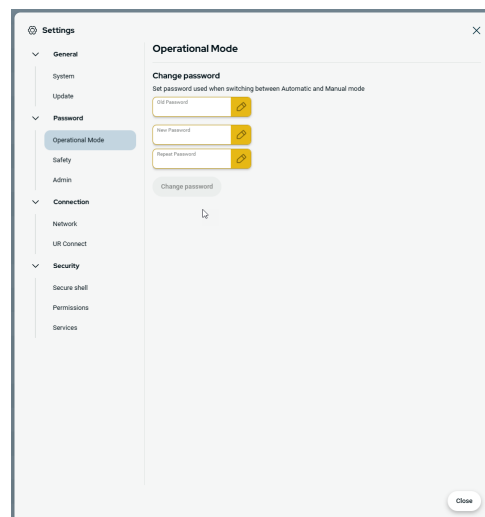 Settings
General
System
Update
Password
Operational Mode
Safety
Admin
Connection
Network
UR Connect
Security
Secure shell
Permissions
Services
Operational Mode
Change password
Set password used when switching between Automatic and Manual mode
Old Password
New Password
Repeat Password
Change password
Close